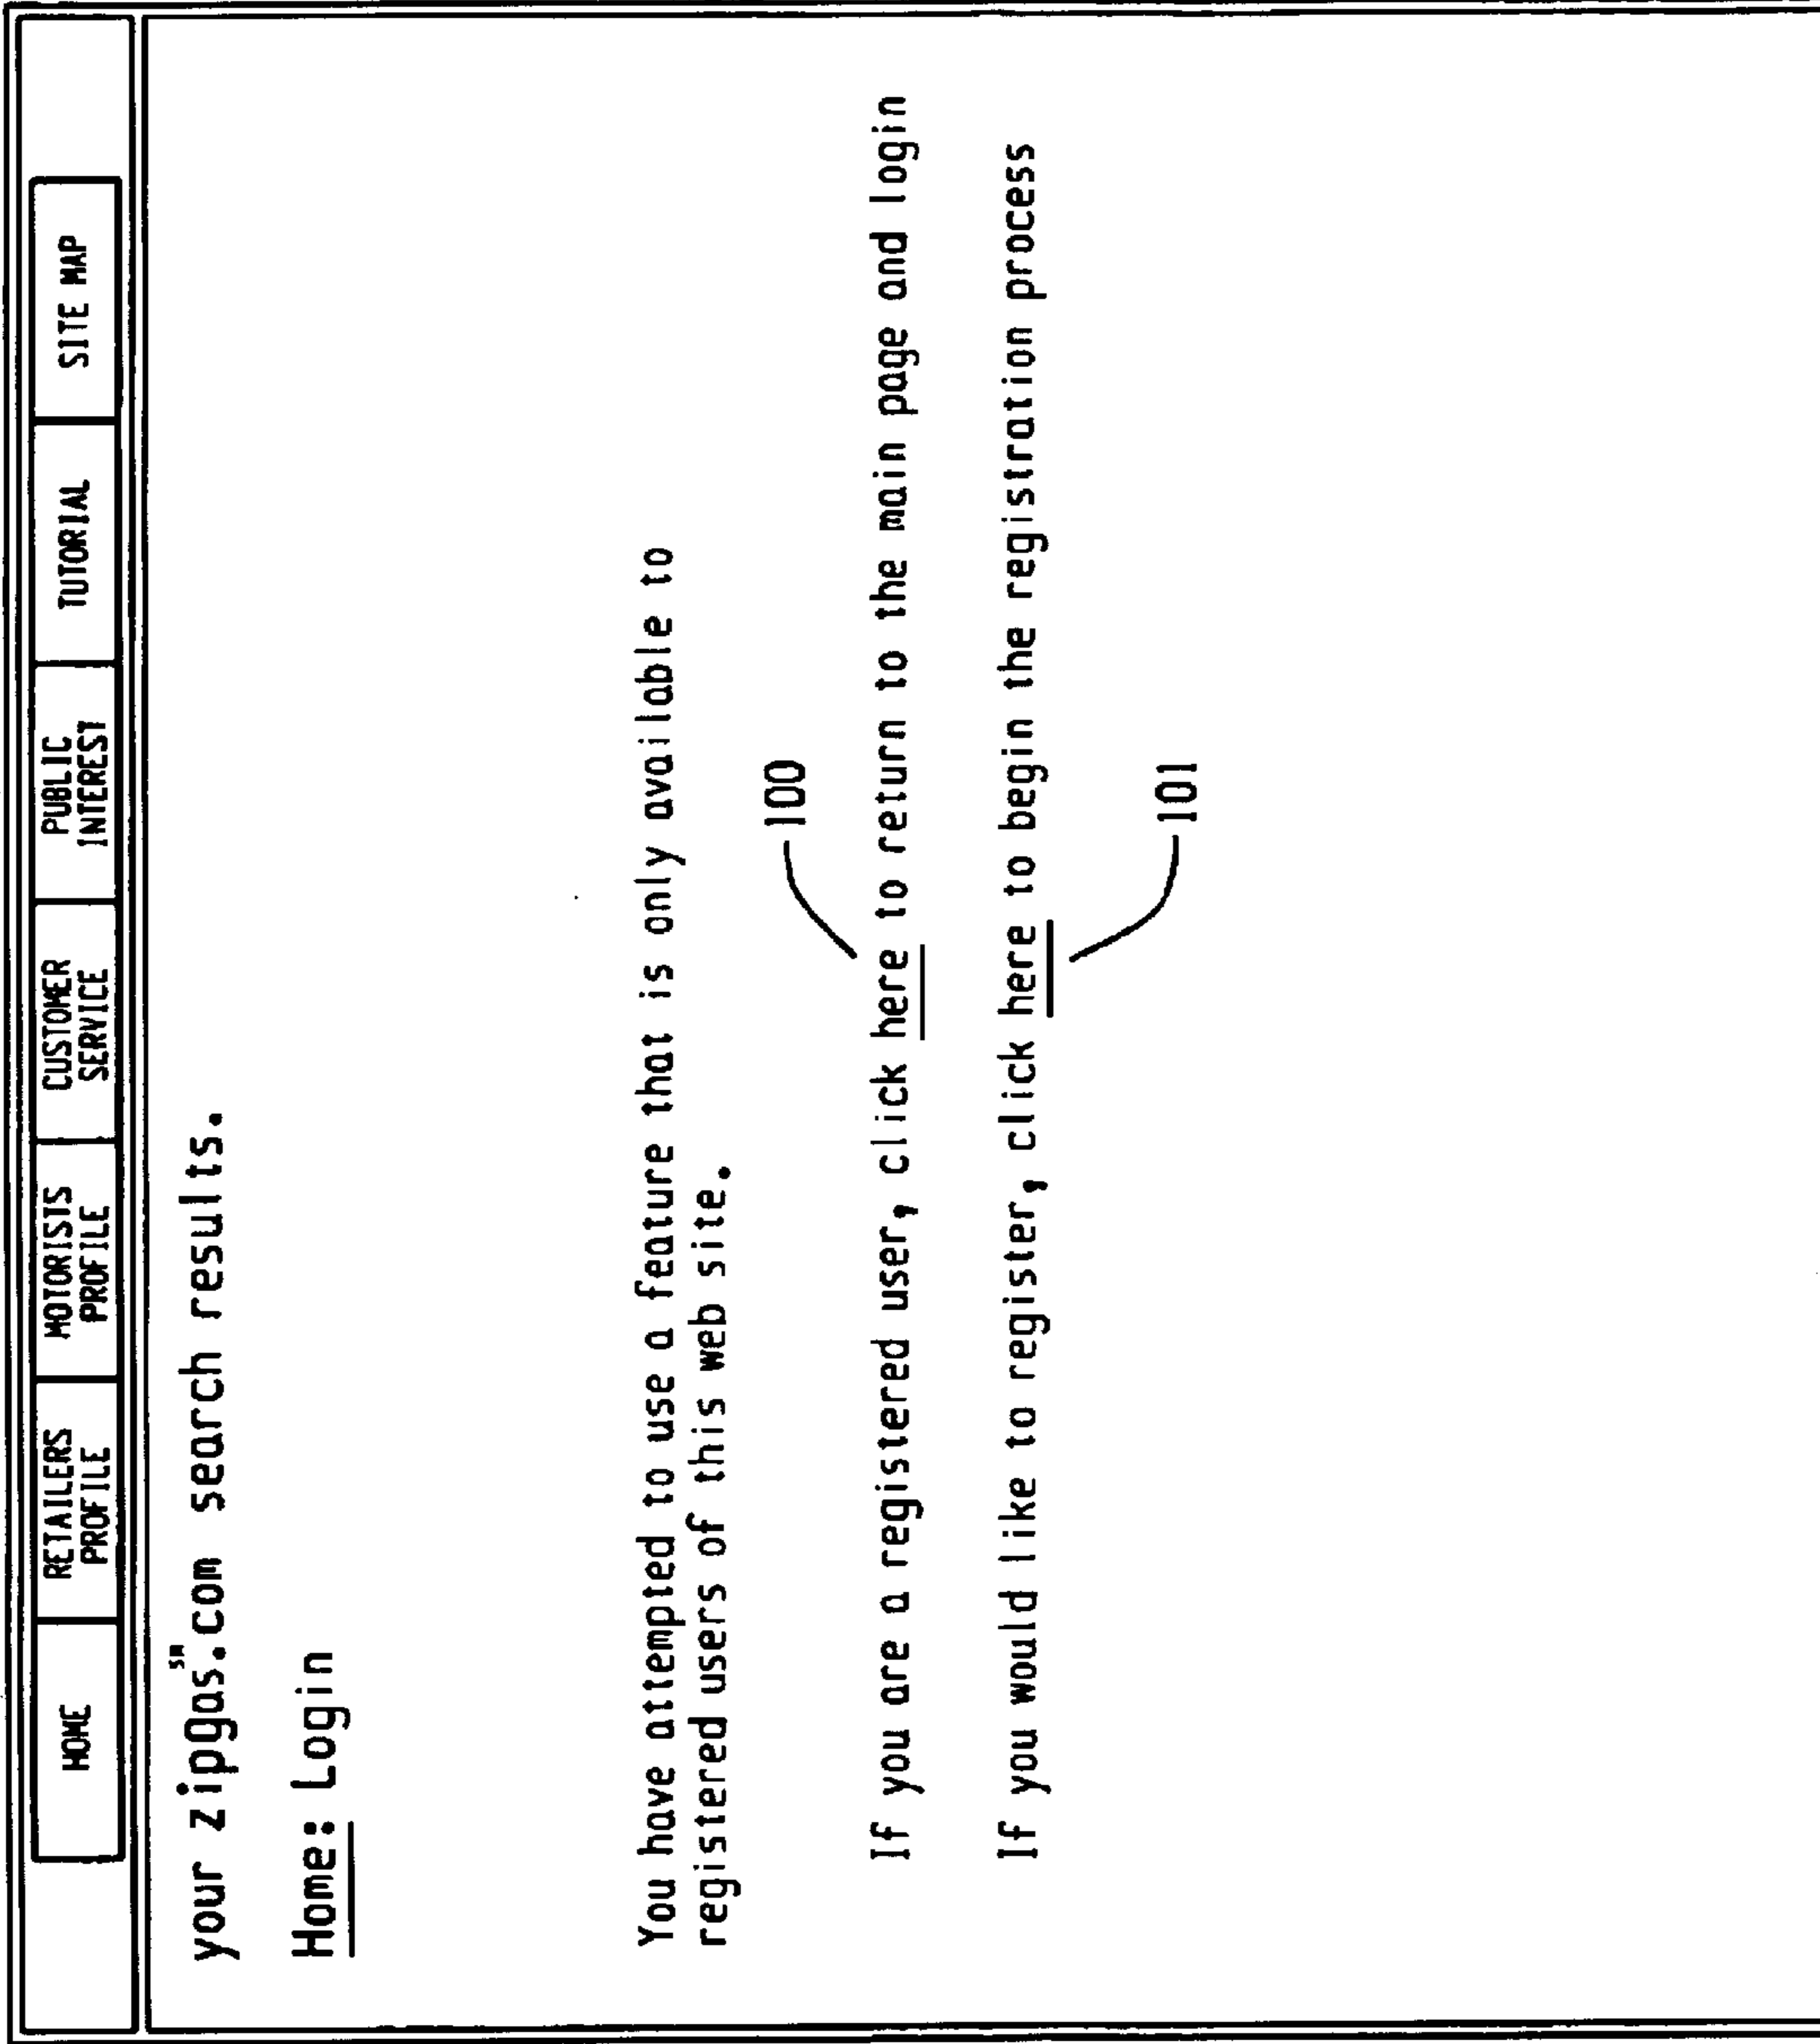 HOME
RETAILERS
PROFILE
MOTORISTS
PROFILE
CUSTOMER
SERVICE
PUBLIC
INTEREST
TUTORIAL
SITE MAP
your zipgas.℠com search results.
Home: Login
You have attempted to use a feature that is only available to
registered users of this web site.
100
If you are a registered user, click here to return to the main page and login
If you would like to register, click here to begin the registration process
101